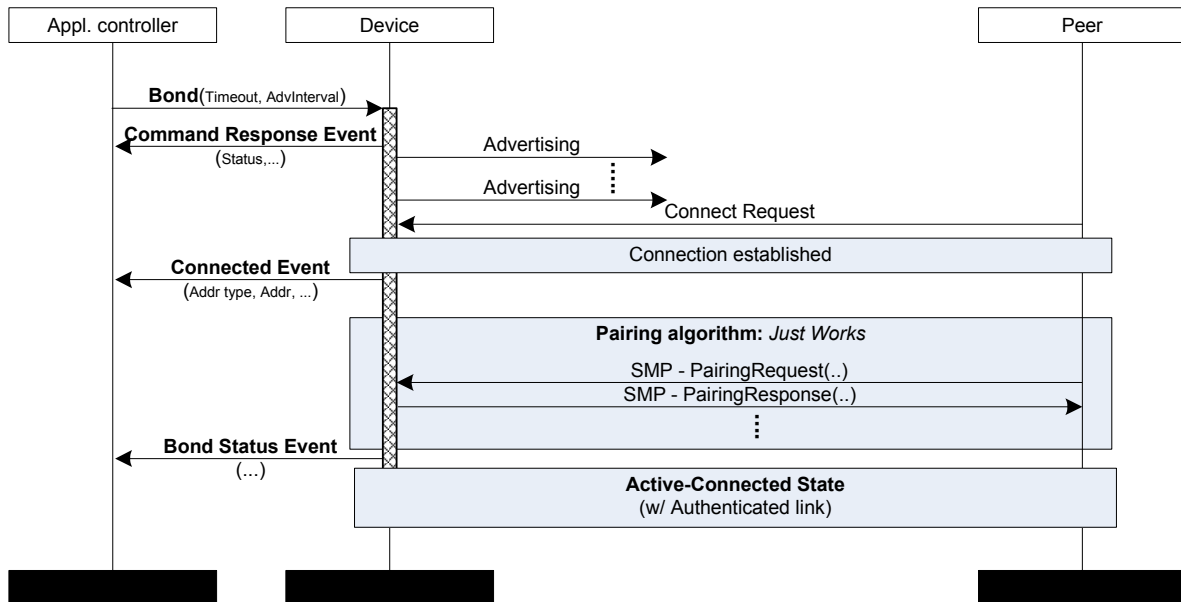 Appl. controller
Device
Peer
Bond(Timeout, AdvInterval)
Command Response Event
(Status,...)
Advertising
Advertising
Connect Request
Connection established
Connected Event
(Addr type, Addr, ...)
Pairing algorithm: Just Works
SMP - PairingRequest(..)
SMP - PairingResponse(..)
Bond Status Event
(...)
Active-Connected State
(w/ Authenticated link)